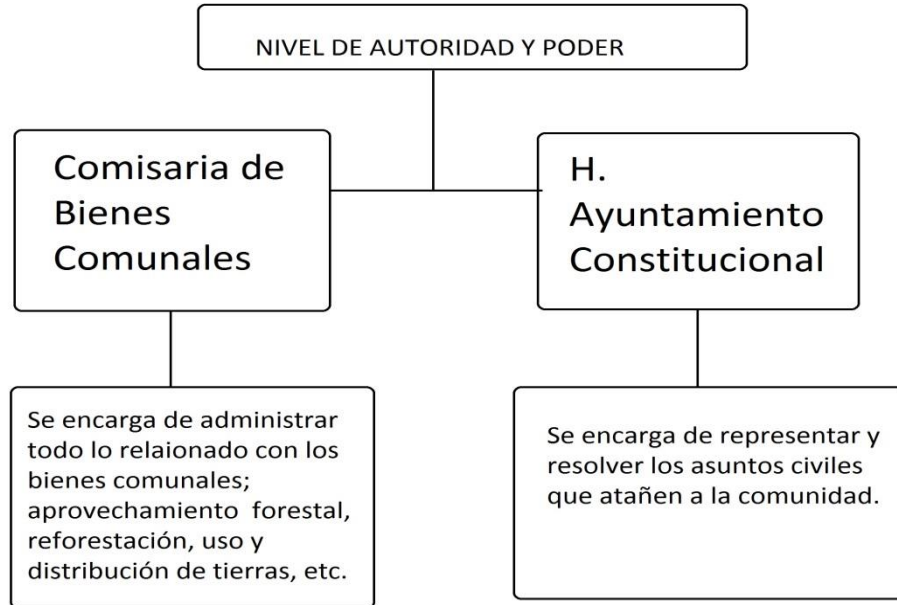 NIVEL DE AUTORIDAD Y PODER
Comisaria de
Bienes
Comunales
H.
Ayuntamiento
Constitucional
Se encarga de administrar
todo lo relaionado con los
bienes comunales;
aprovechamiento forestal,
reforestación, uso y
distribución de tierras, etc.
Se encarga de representar y
resolver los asuntos civiles
que atañen a la comunidad.